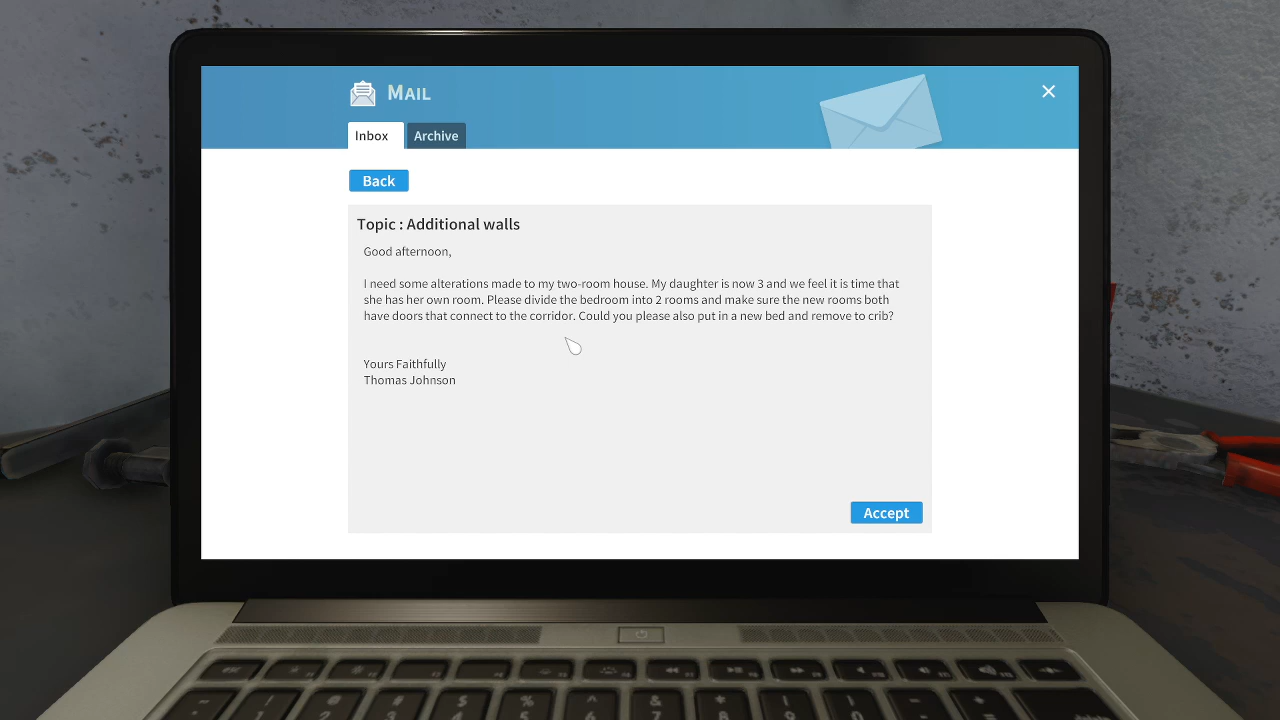 MAIL
Inbox Archive
Back
Topic : Additional walls
Good afternoon,
I need some alterations made to my two-room house. My daughter is now 3 and we feel it is time that
she has her own room. Please divide the bedroom into 2 rooms and make sure the new rooms both
have doors that connect to the corridor. Could you please also put in a new bed and remove to crib?
Yours Faithfully
Thomas Johnson
Accept